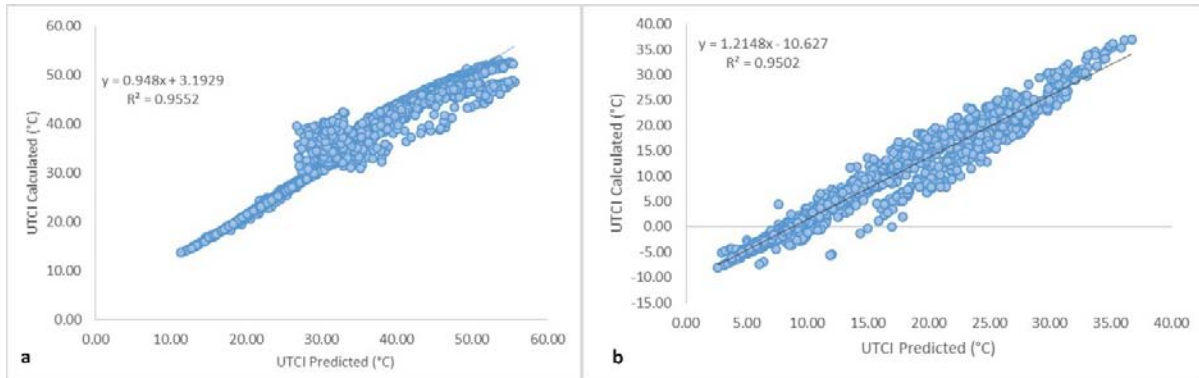 60.00
50.00
40.00
30.00
20.00
10.00
0.00
UTCI Calculated (°C)
y = 0.948x + 3.1929
R² = 0.9552
0.00 10.00 20.00 30.00 40.00 50.00 60.00
UTCI Predicted (°C)
a
40.00
35.00
30.00
25.00
20.00
15.00
10.00
5.00
0.00
-5.00
-10.00
-15.00
UTCI Calculated (°C)
y = 1.2148x - 10.627
R² = 0.9502
0.00 5.00 10.00 15.00 20.00 25.00 30.00 35.00 40.00
UTCI Predicted (°C)
b